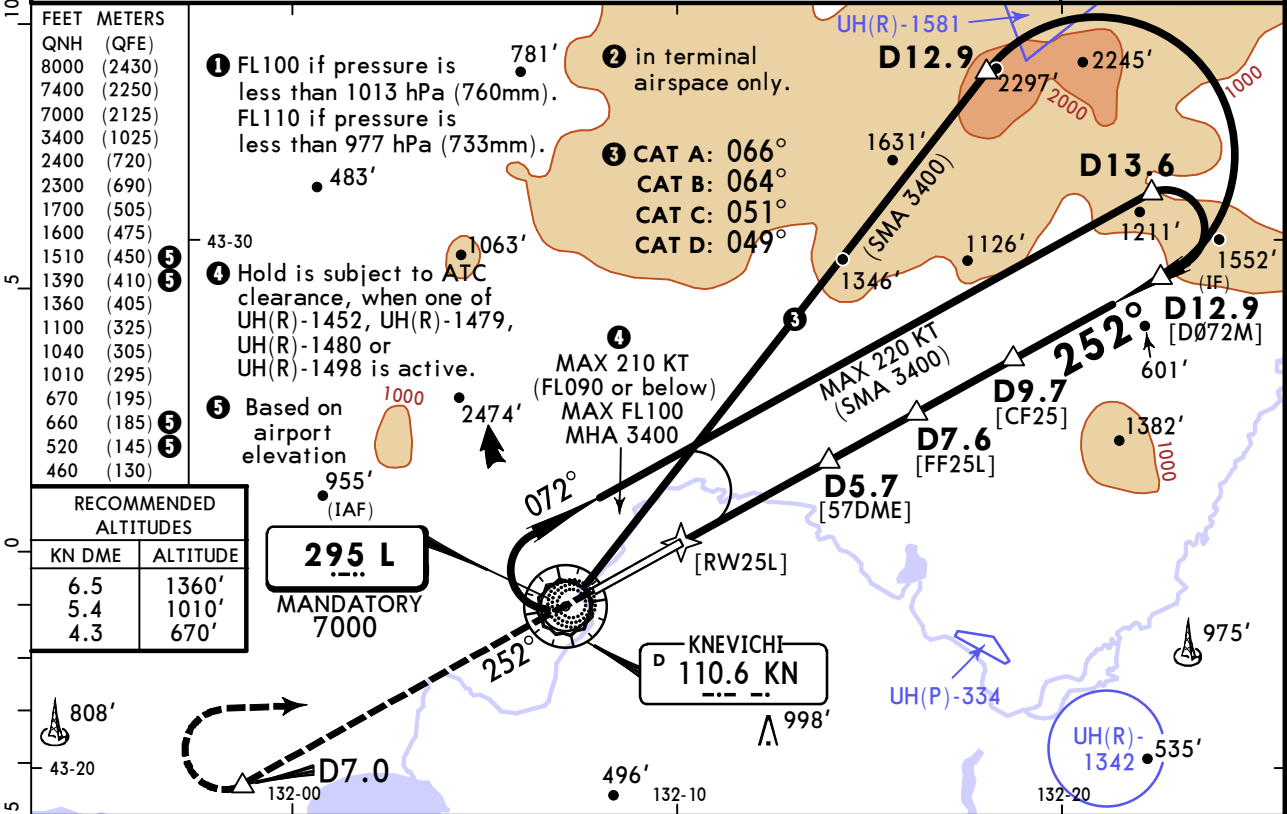 FEET METERS
QNH (QFE)
8000 (2430)
7400 (2250)
7000 (2125)
3400 (1025)
2400 (720)
2300 (690)
1700 (505)
1600 (475)
1510 (450) 5
1390 (410) 5
1360 (405)
1100 (325)
1040 (305)
1010 (295)
670 (195)
660 (185) 5
520 (145) 5
460 (130)
RECOMMENDED
ALTITUDES
KN DME ALTITUDE
6.5 1360'
5.4 1010'
4.3 670'
10
5
0
5
1 FL100 if pressure is
less than 1013 hPa (760mm).
FL110 if pressure is
less than 977 hPa (733mm).
2 in terminal
airspace only.
3 CAT A: 066°
CAT B: 064°
CAT C: 051°
CAT D: 049°
4 Hold is subject to ATC
clearance, when one of
UH(R)-1452, UH(R)-1479,
UH(R)-1480 or
UH(R)-1498 is active.
5 Based on
airport
elevation
781'
483'
1063'
43-30
1000
2474'
955'
(IAF)
295 L
MANDATORY
7000
4
MAX 210 KT
(FL090 or below)
MAX FL100
MHA 3400
072°
3
(SMA 3400)
1631'
1346'
1126'
UH(R)-1581
D12.9
2297'
2245'
2000
1000
D13.6
1211'
1552'
(IF)
D12.9
[DØ72M]
252°
601'
MAX 220 KT
(SMA 3400)
D9.7
[CF25]
D7.6
[FF25L]
D5.7
[57DME]
[RW25L]
1382'
1000
KNEVICHI
D 110.6 KN
252°
998'
UH(P)-334
975'
UH(R)-
1342
535'
808'
D7.0
496'
43-20
132-00
132-10
132-20